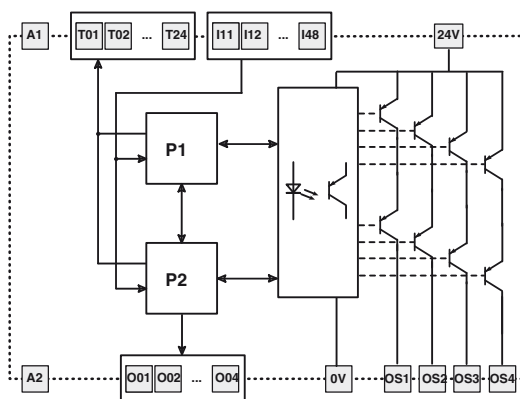 A1 T01 T02 ... T24 I11 I12 ... I48 24V
P1
P2
A2 O01 O02 ... O04 0V OS1 OS2 OS3 OS4